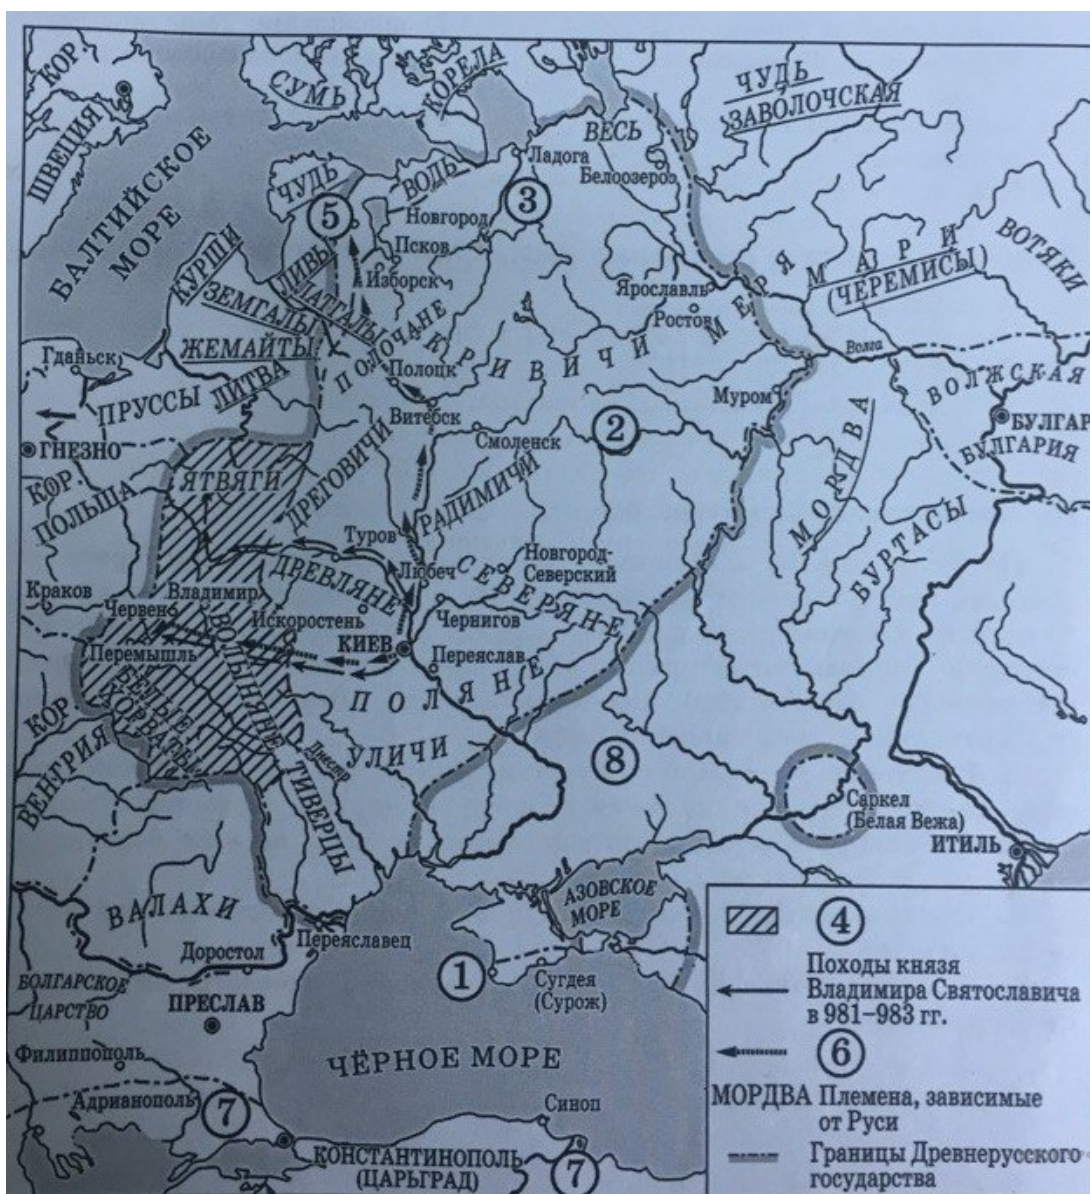 КОР.
ШВЕЦИЯ
СУМЬ
КОРЕЛА
ЧУДЬ
ЗАВОЛОЧСКАЯ
ВЕСЬ
БАЛТИЙСКОЕ
МОРЕ
ЧУДЬ
ВОДЬ
Ладога
Белоозеро
5
3
Новгород
Псков
Изборск
КУРШИ
ЛИВЫ
ЗЕМГАЛЫ
ЛАТГАЛЫ
ЖЕМАЙТЫ
Ярославль
Ростов
МЕРЯ
МАРИ
(ЧЕРЕМИСЫ)
ВОТЯКИ
Волга
Гданьск
ПРУССЫ
ЛИТВА
ПОЛОЧАНЕ
КРИВИЧИ
Полоцк
Витебск
Смоленск
2
Муром
МОРДВА
ВОЛЖСКАЯ
БУЛГАР
БУЛГАРИЯ
ГНЕЗНО
КОР.
ПОЛЬША
ЯТВЯГИ
ДРЕГОВИЧИ
РАДИМИЧИ
БУРТАСЫ
Туров
Любеч
Новгород-
Северский
СЕВЕРЯНЕ
ДРЕВЛЯНЕ
Краков
Червен
Владимир
Искоростень
КИЕВ
Чернигов
Переяслав
Перемышль
ВОЛЫНЯНЕ
БЕЛЫЕ
ХОРВАТЫ
ПОЛЯНЕ
УЛИЧИ
Днестр
ТИВЕРЦЫ
КОР.
ВЕНГРИЯ
8
Саркел
(Белая Вежа)
ИТИЛЬ
ВАЛАХИ
АЗОВСКОЕ
МОРЕ
Доростол
Переяславец
1
Сугдея
(Сурож)
БОЛГАРСКОЕ
ЦАРСТВО
ПРЕСЛАВ
ЧЁРНОЕ МОРЕ
Филиппополь
Адрианополь
7
Синоп
КОНСТАНТИНОПОЛЬ
(ЦАРЬГРАД)
7
4
Походы князя
Владимира Святославича
в 981–983 гг.
6
МОРДВА Племена, зависимые
от Руси
Границы Древнерусского
государства